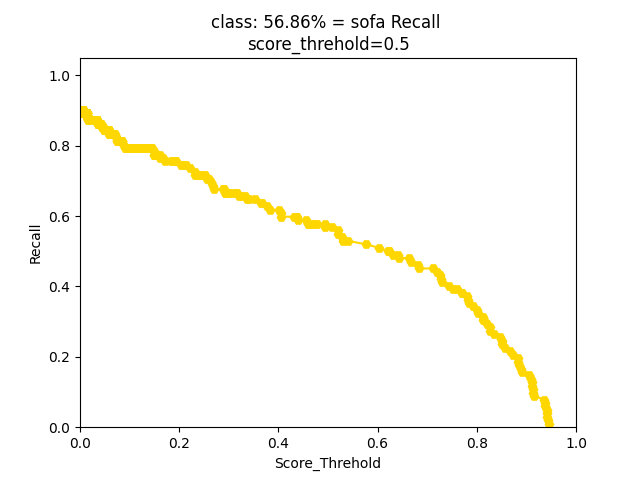 class: 56.86% = sofa Recall
score_threhold=0.5
1.0
0.8
0.6
0.4
0.2
0.0
Recall
0.0 0.2 0.4 0.6 0.8 1.0
Score_Threhold